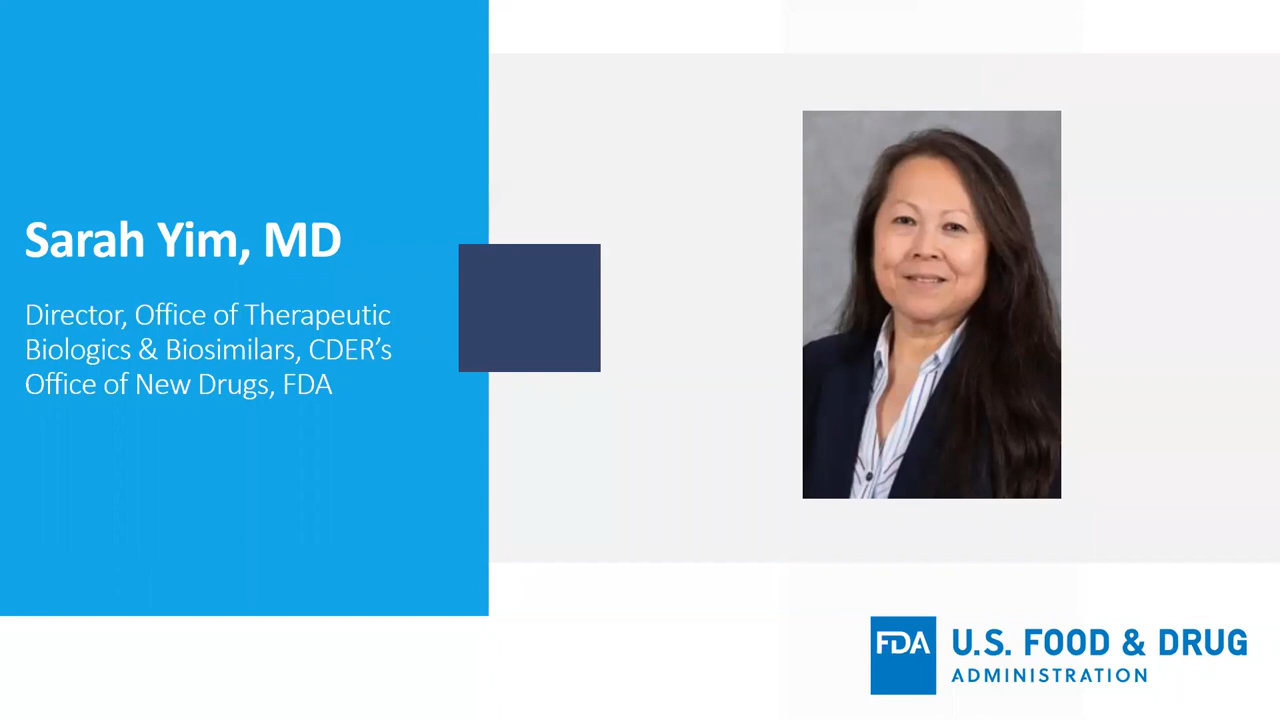 Sarah Yim, MD
Director, Office of Therapeutic
Biologics & Biosimilars, CDER’s
Office of New Drugs, FDA
FDA
U.S. FOOD & DRUG
ADMINISTRATION